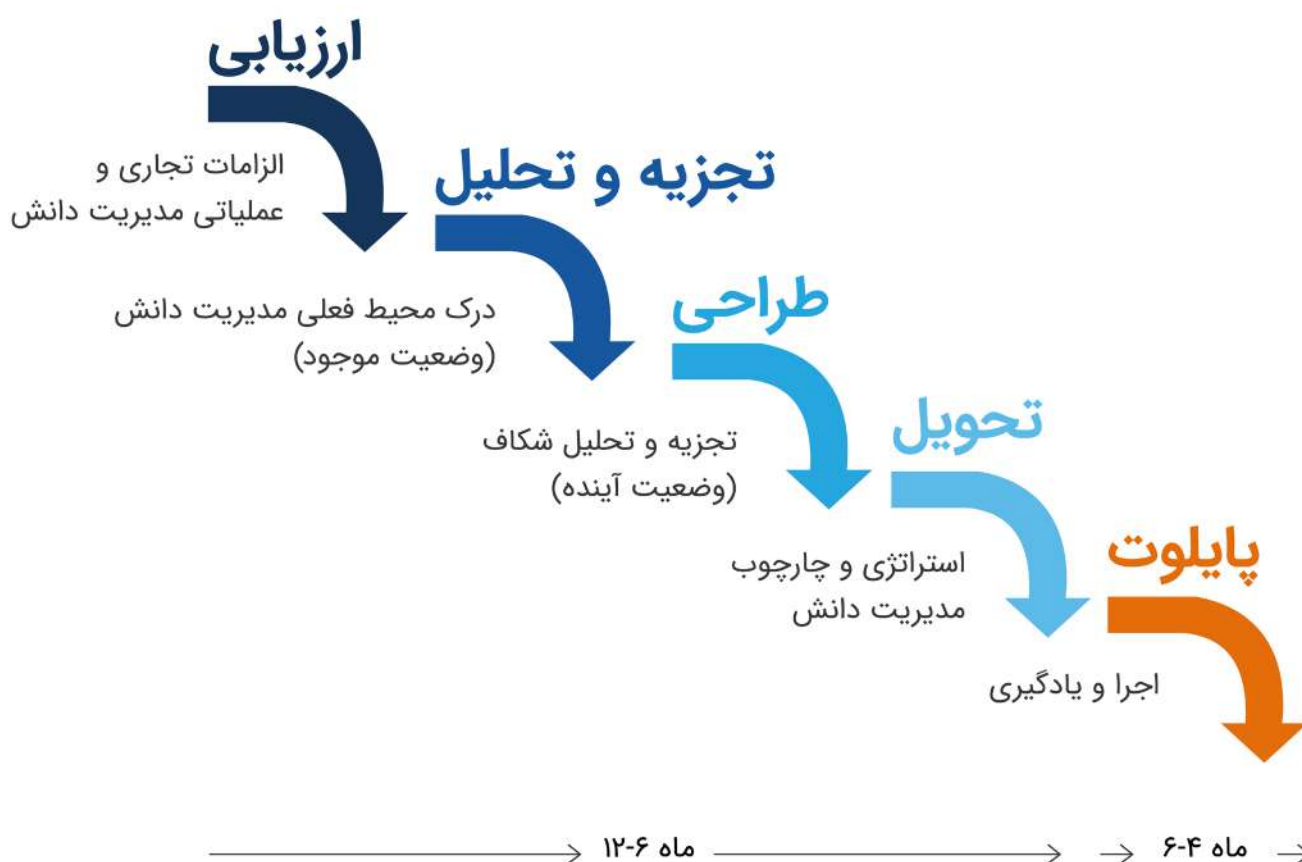 ارزیابی
الزامات تجاری و
عملیاتی مدیریت دانش
تجزیه و تحلیل
درک محیط فعلی مدیریت دانش
(وضعیت موجود)
طراحی
تجزیه و تحلیل شکاف
(وضعیت آینده)
تحویل
استراتژی و چارچوب
مدیریت دانش
پایلوت
اجرا و یادگیری
۱۲-۶ ماه
۶-۴ ماه